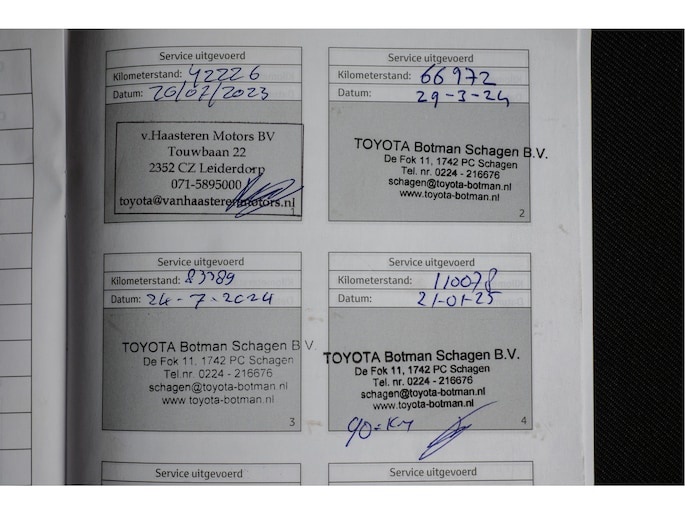 Service uitgevoerd
Kilometerstand: 42226
Datum: 20/07/2023
v.Haasteren Motors BV
Touwbaan 22
2352 CZ Leiderdorp
071-5895000
toyota@vanhaasterenmotors.nl
1
Service uitgevoerd
Kilometerstand: 66972
Datum: 29-3-24
TOYOTA Botman Schagen B.V.
De Fok 11, 1742 PC Schagen
Tel. nr. 0224 - 216676
schagen@toyota-botman.nl
www.toyota-botman.nl
2
Service uitgevoerd
Kilometerstand: 83389
Datum: 24-7-2024
TOYOTA Botman Schagen B.V.
De Fok 11, 1742 PC Schagen
Tel. nr. 0224 - 216676
schagen@toyota-botman.nl
www.toyota-botman.nl
3
Service uitgevoerd
Kilometerstand: 110078
Datum: 21-01-25
TOYOTA Botman Schagen B.V.
De Fok 11, 1742 PC Schagen
Tel. nr. 0224 - 216676
schagen@toyota-botman.nl
www.toyota-botman.nl
90-Km
4
Service uitgevoerd
Service uitgevoerd